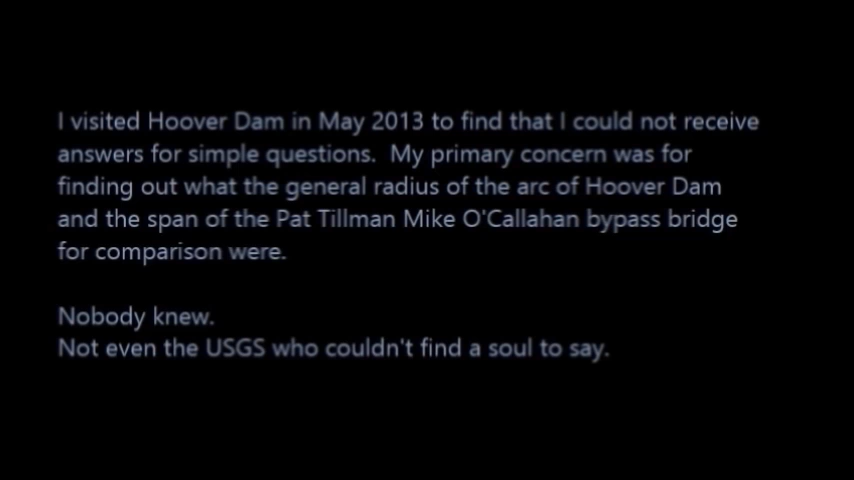 I visited Hoover Dam in May 2013 to find that I could not receive
answers for simple questions.  My primary concern was for
finding out what the general radius of the arc of Hoover Dam
and the span of the Pat Tillman Mike O'Callahan bypass bridge
for comparison were.

Nobody knew.
Not even the USGS who couldn't find a soul to say.